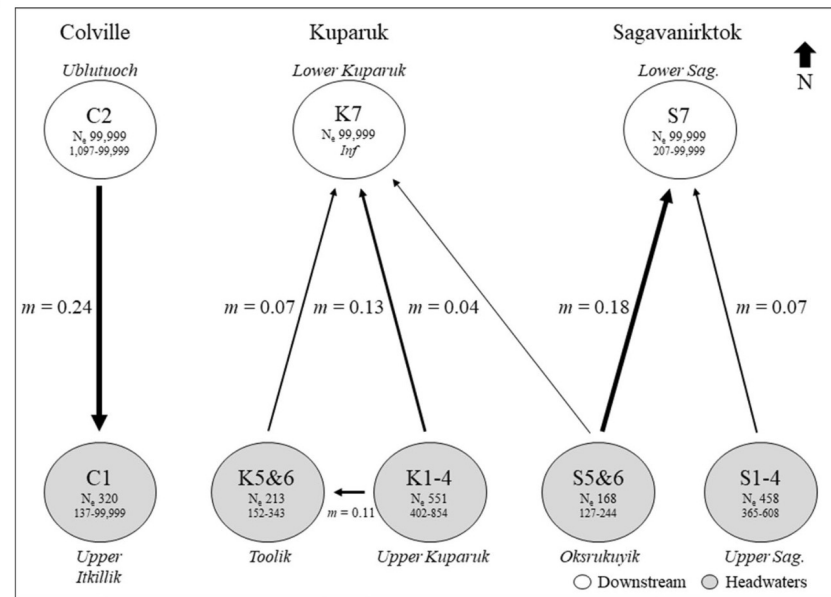 Colville Kuparuk Sagavanirktok
N
Ublutuoch Lower Kuparuk Lower Sag.
C2
Nₑ 99,999
1,097-99,999
K7
Nₑ 99,999
Inf
S7
Nₑ 99,999
207-99,999
m = 0.24 m = 0.07 m = 0.13 m = 0.04 m = 0.18 m = 0.07
C1
Nₑ 320
137-99,999
K5&6
Nₑ 213
152-343
m = 0.11
K1-4
Nₑ 551
402-854
S5&6
Nₑ 168
127-244
S1-4
Nₑ 458
365-608
Upper
Itkillik
Toolik Upper Kuparuk Oksrukuyik Upper Sag.
Downstream Headwaters